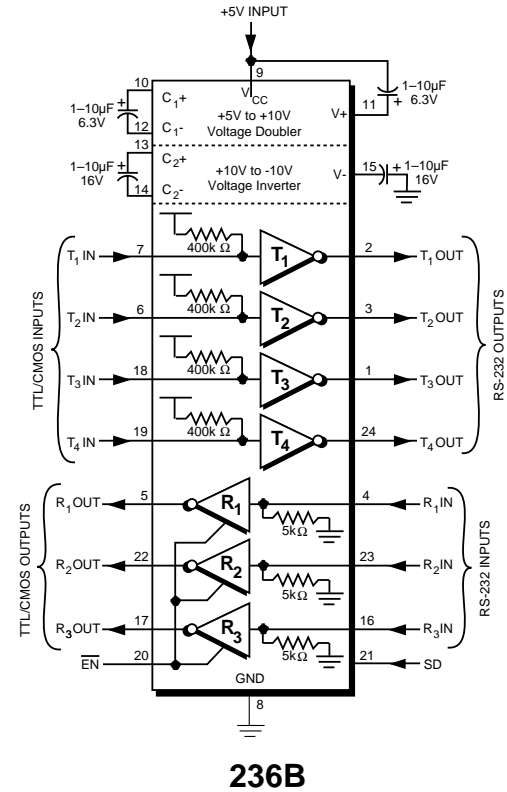 +5V INPUT
9
VCC
10
C1+
1–10µF +
6.3V
12
C1-
+5V to +10V
Voltage Doubler
V+
11
+
1–10µF
6.3V
13
C2+
1–10µF +
16V
14
C2-
+10V to -10V
Voltage Inverter
V-
15
+
1–10µF
16V
TTL/CMOS INPUTS
RS-232 OUTPUTS
T1 IN 7 400k Ω T1 2 T1 OUT
T2 IN 6 400k Ω T2 3 T2 OUT
T3 IN 18 400k Ω T3 1 T3 OUT
T4 IN 19 400k Ω T4 24 T4 OUT
TTL/CMOS OUTPUTS
RS-232 INPUTS
R1 OUT 5 R1 4 R1 IN
5kΩ
R2 OUT 22 R2 23 R2 IN
5kΩ
R3 OUT 17 R3 16 R3 IN
5kΩ
EN 20 21 SD
GND
8
236B